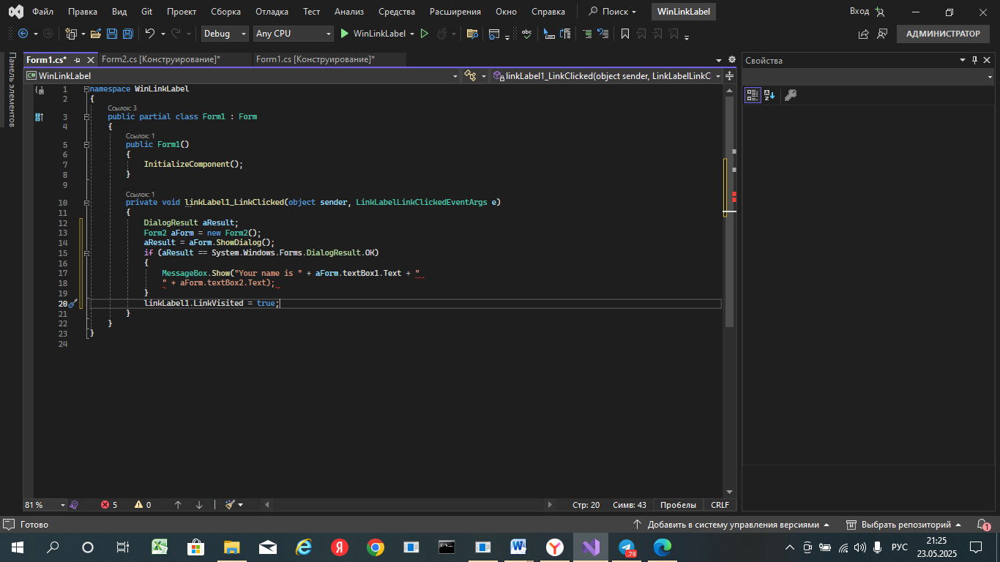 Файл Правка Вид Git Проект Сборка Отладка Тест Анализ Средства Расширения Окно Справка Поиск WinLinkLabel Вход
Debug Any CPU WinLinkLabel abc АДМИНИСТРАТОР
Панель элементов
Form1.cs* Form2.cs [Конструирование]* Form1.cs [Конструирование]*
C# WinLinkLabel linkLabel1_LinkClicked(object sender, LinkLabelLinkC
1 namespace WinLinkLabel
2 {
Ссылок: 3
3 public partial class Form1 : Form
4 {
Ссылок: 1
5 public Form1()
6 {
7 InitializeComponent();
8 }
9
Ссылок: 1
10 private void linkLabel1_LinkClicked(object sender, LinkLabelLinkClickedEventArgs e)
11 {
12 DialogResult aResult;
13 Form2 aForm = new Form2();
14 aResult = aForm.ShowDialog();
15 if (aResult == System.Windows.Forms.DialogResult.OK)
16 {
17 MessageBox.Show("Your name is " + aForm.textBox1.Text + "
18 " + aForm.textBox2.Text);
19 }
20 linkLabel1.LinkVisited = true;
21 }
22 }
23 }
24
Свойства
81 % 5 0 Стр: 20 Симв: 43 Пробелы CRLF
Готово Добавить в систему управления версиями Выбрать репозиторий 1
79 РУС 21:25
23.05.2025